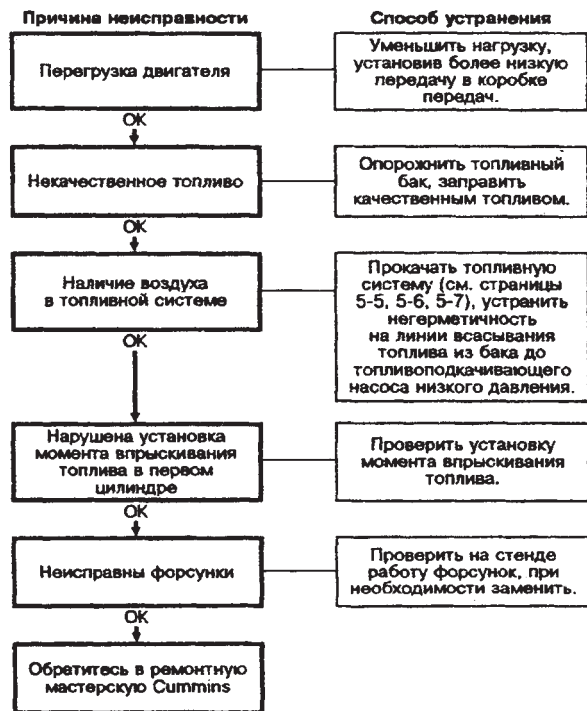 Причина неисправности
Способ устранения
Перегрузка двигателя
Уменьшить нагрузку,
установив более низкую
передачу в коробке
передач.
ОК
Некачественное топливо
Опорожнить топливный
бак, заправить
качественным топливом.
ОК
Наличие воздуха
в топливной системе
Прокачать топливную
систему (см. страницы
5-5, 5-6, 5-7), устранить
негерметичность
на линии всасывания
топлива из бака до
топливоподкачивающего
насоса низкого давления.
ОК
Нарушена установка
момента впрыскивания
топлива в первом
цилиндре
Проверить установку
момента впрыскивания
топлива.
ОК
Неисправны форсунки
Проверить на стенде
работу форсунок, при
необходимости заменить.
ОК
Обратитесь в ремонтную
мастерскую Cummins